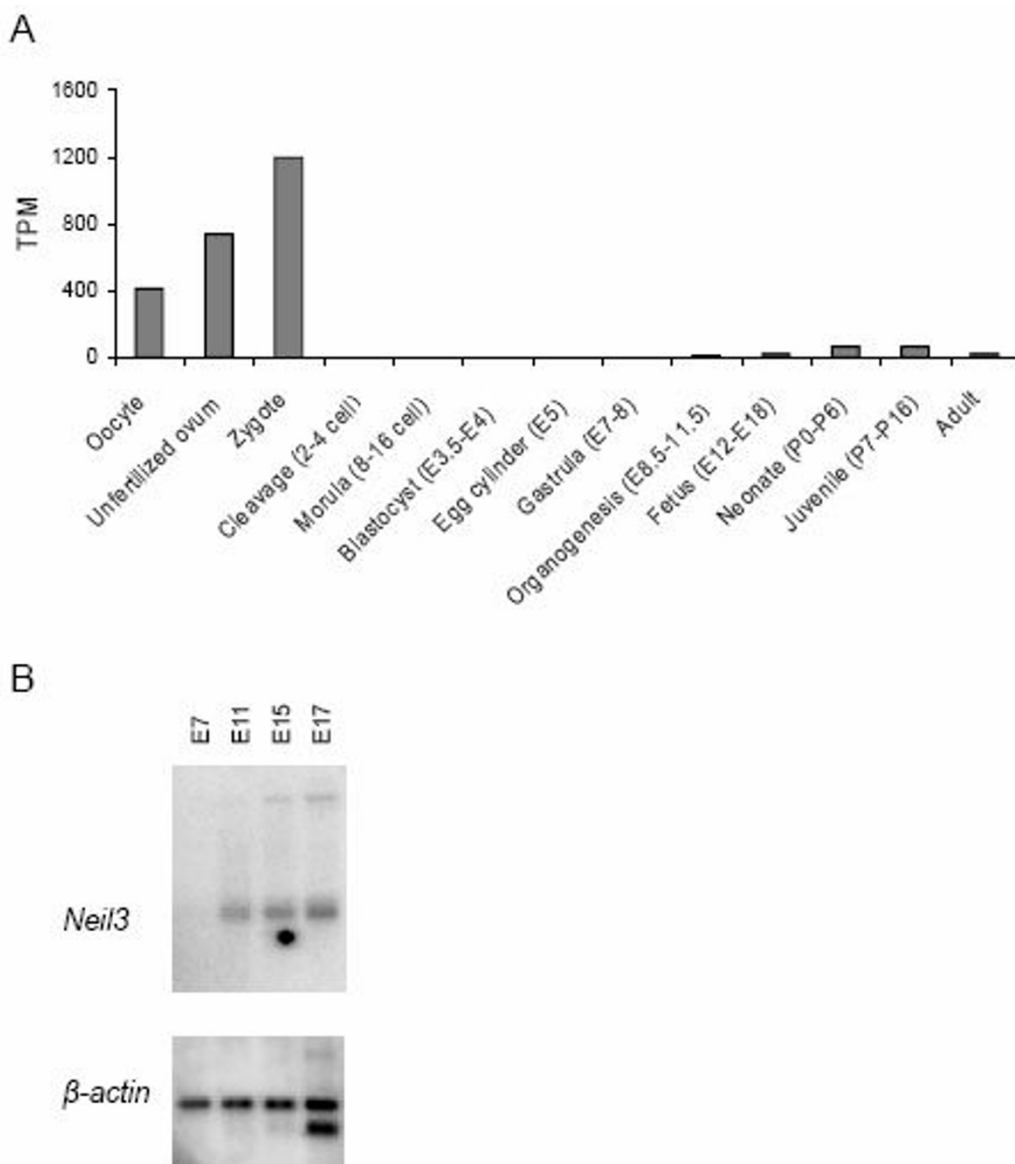 A
1600
1200
800
400
0
TPM
Oocyte
Unfertilized ovum
Zygote
Cleavage (2-4 cell)
Morula (8-16 cell)
Blastocyst (E3.5-E4)
Egg cylinder (E5)
Gastrula (E7-8)
Organogenesis (E8.5-11.5)
Fetus (E12-E18)
Neonate (P0-P6)
Juvenile (P7-P16)
Adult
B
E7
E11
E15
E17
Neil3
β-actin